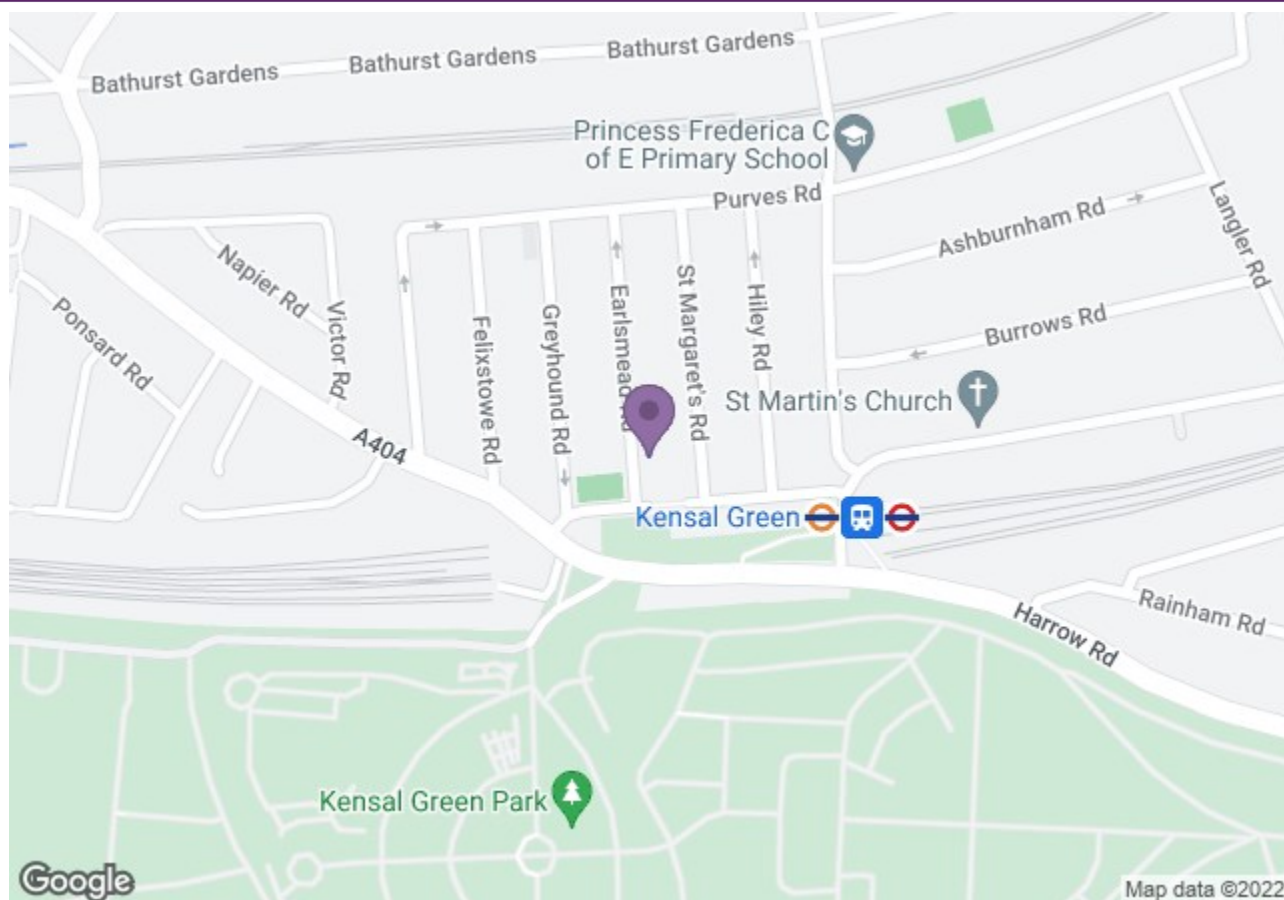 Bathurst Gardens
Bathurst Gardens
Bathurst Gardens
Princess Frederica C
of E Primary School
Purves Rd
Ashburnham Rd
Langler Rd
Napier Rd
Victor Rd
Ponsard Rd
Felixstowe Rd
Greyhound Rd
Earlsmead Rd
St Margaret's Rd
Hiley Rd
Burrows Rd
St Martin's Church
A404
Kensal Green
Rainham Rd
Harrow Rd
Kensal Green Park
Google
Map data ©2022